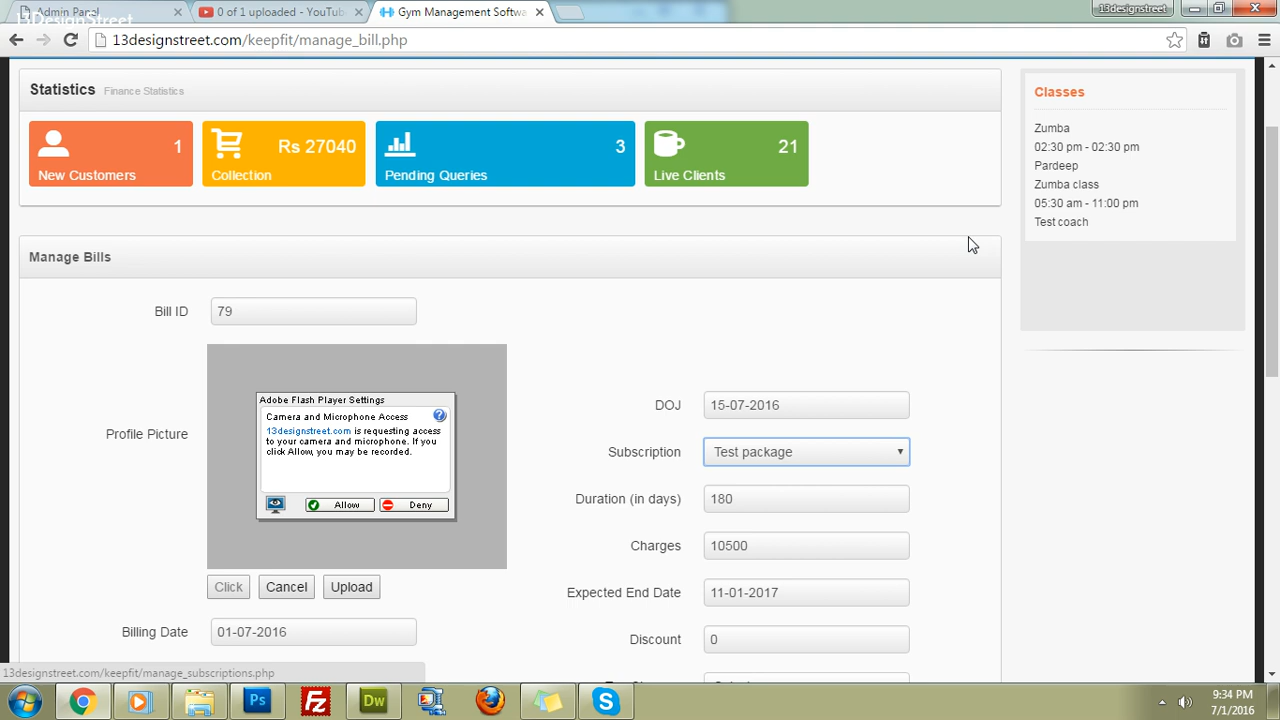 Admin Panel
0 of 1 uploaded - YouTub
Gym Management Softwa
13designstreet
13DesignStreet
13designstreet.com/keepfit/manage_bill.php
Statistics Finance Statistics
1
New Customers
Rs 27040
Collection
3
Pending Queries
21
Live Clients
Classes
Zumba
02:30 pm - 02:30 pm
Pardeep
Zumba class
05:30 am - 11:00 pm
Test coach
Manage Bills
Bill ID 79
Profile Picture
Adobe Flash Player Settings
Camera and Microphone Access
13designstreet.com is requesting access
to your camera and microphone. If you
click Allow, you may be recorded.
Allow Deny
Click Cancel Upload
Billing Date 01-07-2016
DOJ 15-07-2016
Subscription Test package
Duration (in days) 180
Charges 10500
Expected End Date 11-01-2017
Discount 0
13designstreet.com/keepfit/manage_subscriptions.php
Ps
Fz
Dw
9:34 PM
7/1/2016